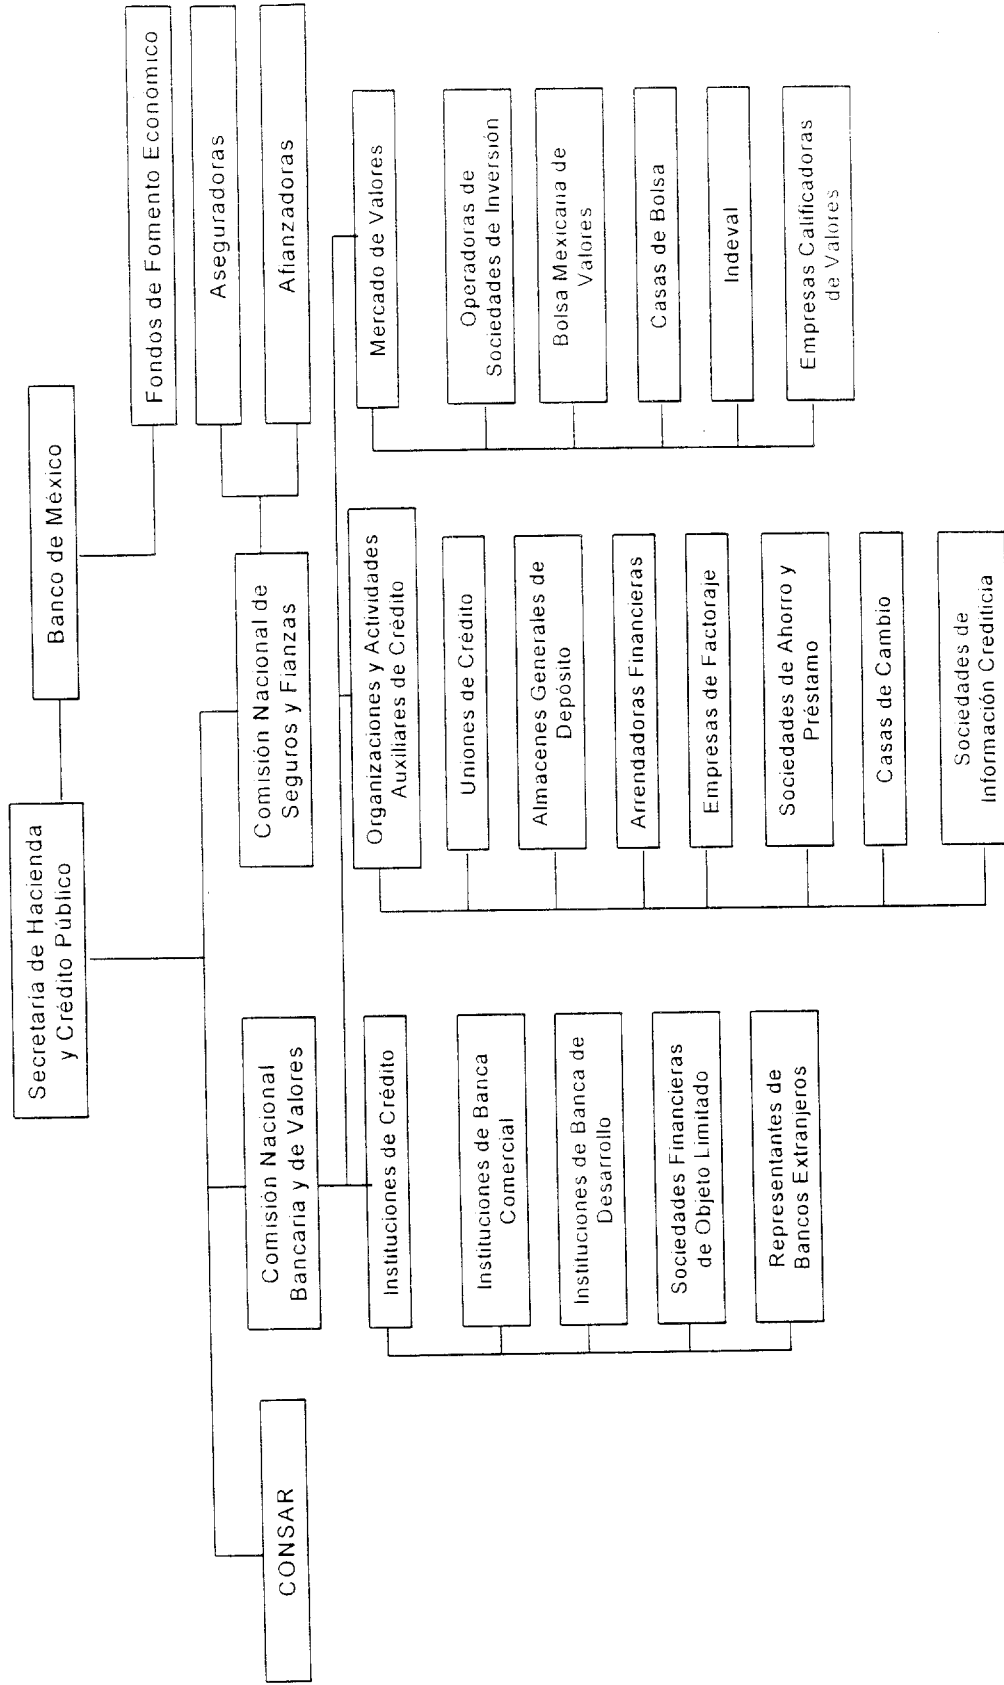 Secretaría de Hacienda
y Crédito Público
Banco de México
Fondos de Fomento Económico
CONSAR
Comisión Nacional
Bancaria y de Valores
Comisión Nacional de
Seguros y Fianzas
Aseguradoras
Afianzadoras
Instituciones de Crédito
Instituciones de Banca
Comercial
Instituciones de Banca de
Desarrollo
Sociedades Financieras
de Objeto Limitado
Representantes de
Bancos Extranjeros
Organizaciones y Actividades
Auxiliares de Crédito
Uniones de Crédito
Almacenes Generales de
Depósito
Arrendadoras Financieras
Empresas de Factoraje
Sociedades de Ahorro y
Préstamo
Casas de Cambio
Sociedades de
Información Crediticia
Mercado de Valores
Operadoras de
Sociedades de Inversión
Bolsa Mexicana de
Valores
Casas de Bolsa
Indeval
Empresas Calificadoras
de Valores